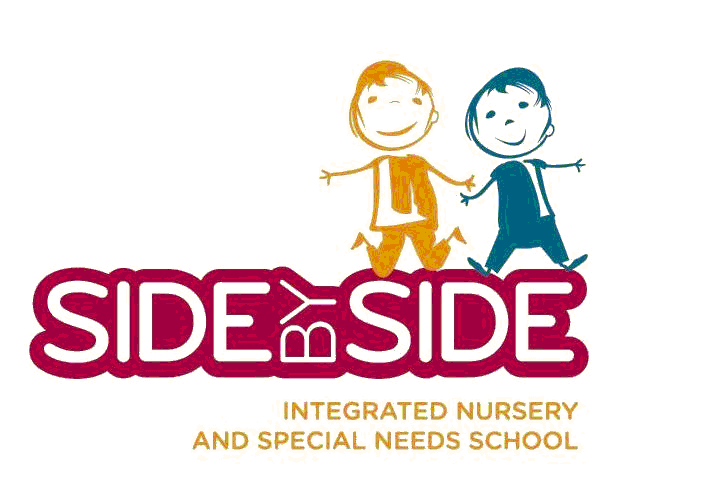 SIDE BY SIDE
INTEGRATED NURSERY
AND SPECIAL NEEDS SCHOOL